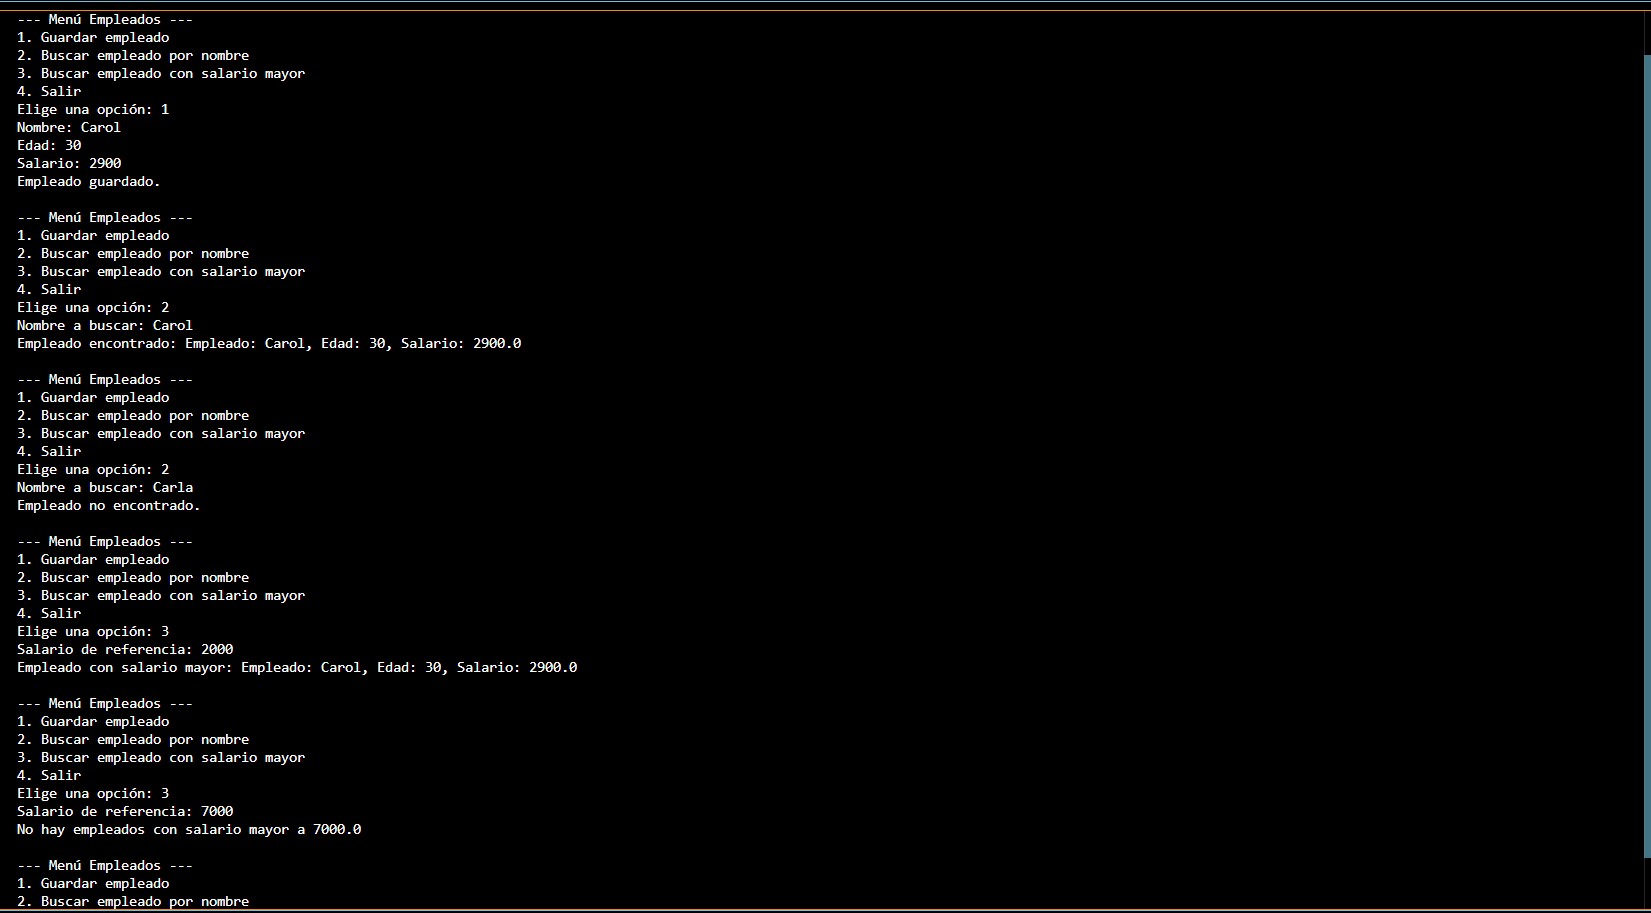 --- Menú Empleados ---
1. Guardar empleado
2. Buscar empleado por nombre
3. Buscar empleado con salario mayor
4. Salir
Elige una opción: 1
Nombre: Carol
Edad: 30
Salario: 2900
Empleado guardado.
--- Menú Empleados ---
1. Guardar empleado
2. Buscar empleado por nombre
3. Buscar empleado con salario mayor
4. Salir
Elige una opción: 2
Nombre a buscar: Carol
Empleado encontrado: Empleado: Carol, Edad: 30, Salario: 2900.0
--- Menú Empleados ---
1. Guardar empleado
2. Buscar empleado por nombre
3. Buscar empleado con salario mayor
4. Salir
Elige una opción: 2
Nombre a buscar: Carla
Empleado no encontrado.
--- Menú Empleados ---
1. Guardar empleado
2. Buscar empleado por nombre
3. Buscar empleado con salario mayor
4. Salir
Elige una opción: 3
Salario de referencia: 2000
Empleado con salario mayor: Empleado: Carol, Edad: 30, Salario: 2900.0
--- Menú Empleados ---
1. Guardar empleado
2. Buscar empleado por nombre
3. Buscar empleado con salario mayor
4. Salir
Elige una opción: 3
Salario de referencia: 7000
No hay empleados con salario mayor a 7000.0
--- Menú Empleados ---
1. Guardar empleado
2. Buscar empleado por nombre